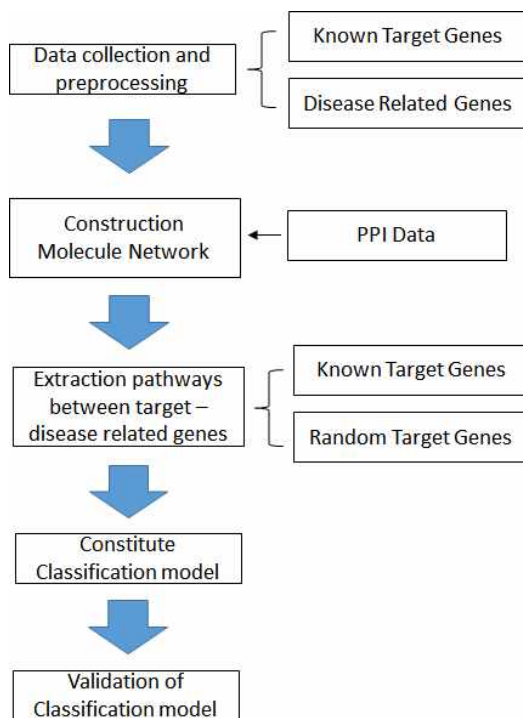 Data collection and
preprocessing
Known Target Genes
Disease Related Genes
Construction
Molecule Network
PPI Data
Extraction pathways
between target –
disease related genes
Known Target Genes
Random Target Genes
Constitute
Classification model
Validation of
Classification model